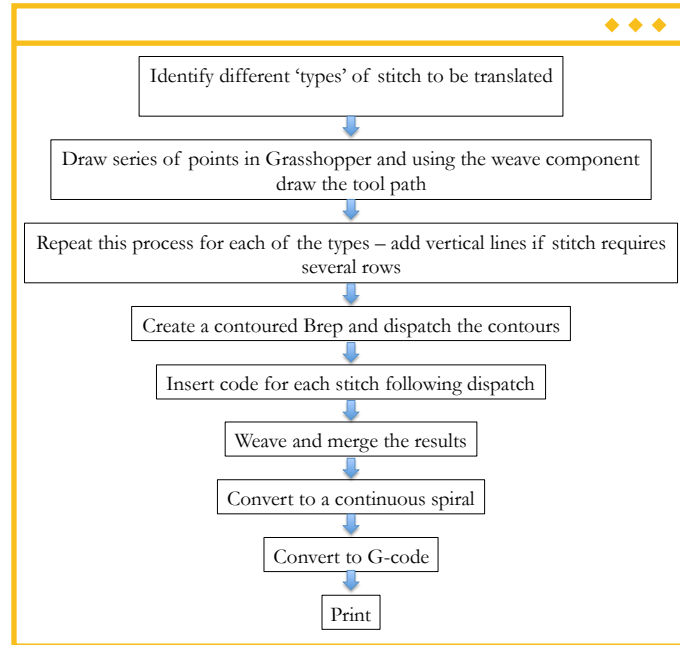 Identify different ‘types’ of stitch to be translated
Draw series of points in Grasshopper and using the weave component
draw the tool path
Repeat this process for each of the types – add vertical lines if stitch requires
several rows
Create a contoured Brep and dispatch the contours
Insert code for each stitch following dispatch
Weave and merge the results
Convert to a continuous spiral
Convert to G-code
Print